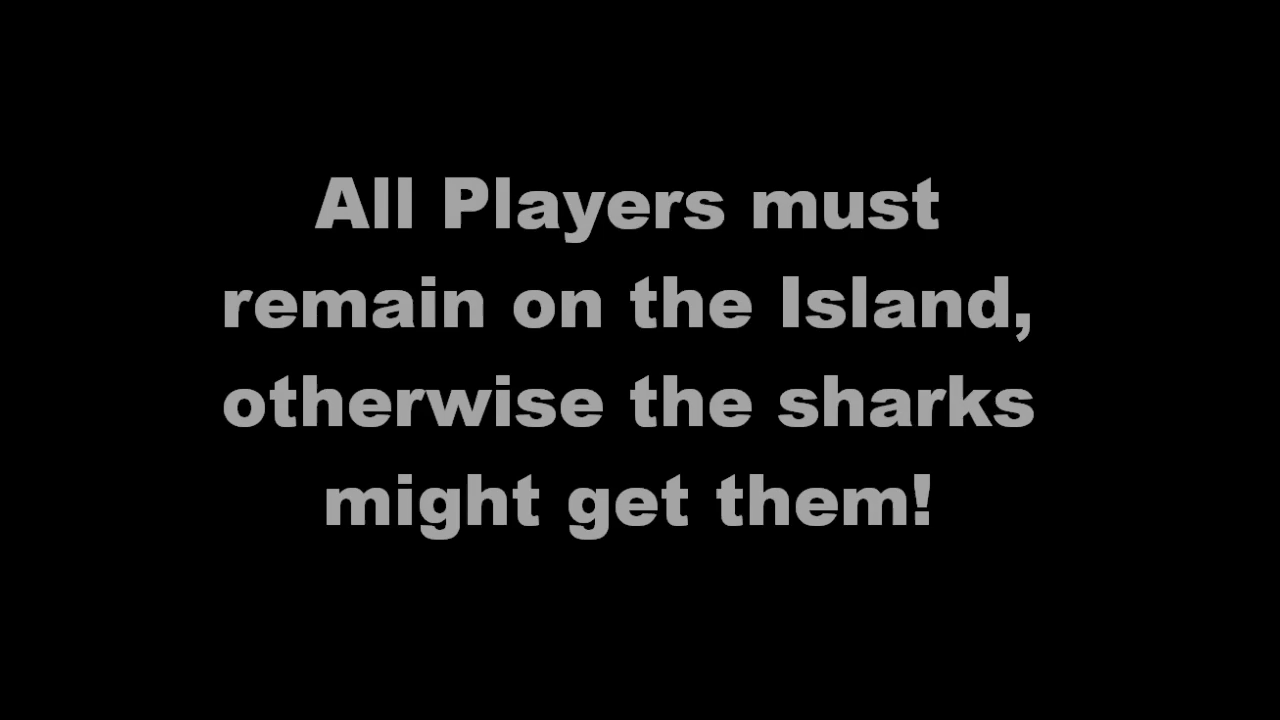 All Players must
remain on the Island,
otherwise the sharks
might get them!